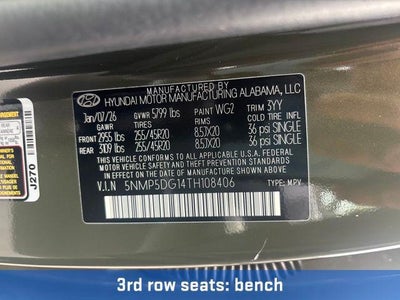 MANUFACTURED BY
HYUNDAI MOTOR MANUFACTURING ALABAMA, LLC
Jan/07/26 GVWR 5799 lbs PAINT WG2 TRIM 3YY
GAWR TIRES RIMS COLD TIRE INFL
FRONT 2955 lbs 255/45R20 8.5JX20 36 psi SINGLE
REAR 3109 lbs 255/45R20 8.5JX20 36 psi SINGLE
THIS VEHICLE CONFORMS TO ALL APPLICABLE
FEDERAL MOTOR VEHICLE SAFETY, BUMPER,
AND THEFT PREVENTION STANDARDS IN EFFECT
ON THE DATE OF MANUFACTURE SHOWN ABOVE.
V.I.N 5NMP5DG14TH108406 TYPE: MPV
J270
3rd row seats: bench